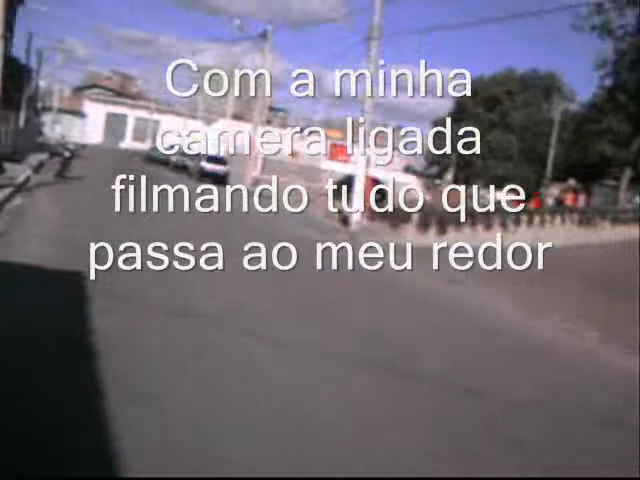 Com a minha
camera ligada
filmando tudo que
passa ao meu redor